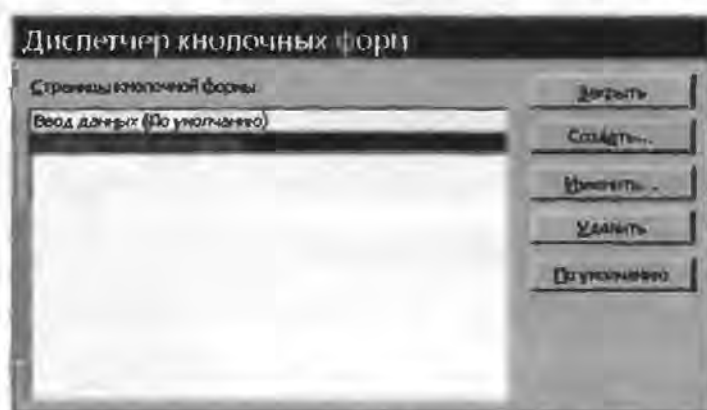 Диспетчер кнопочных форм
Страницы кнопочной формы
Ввод данных (По умолчанию)
Закрыть
Создать...
Изменить...
Удалить
По умолчанию